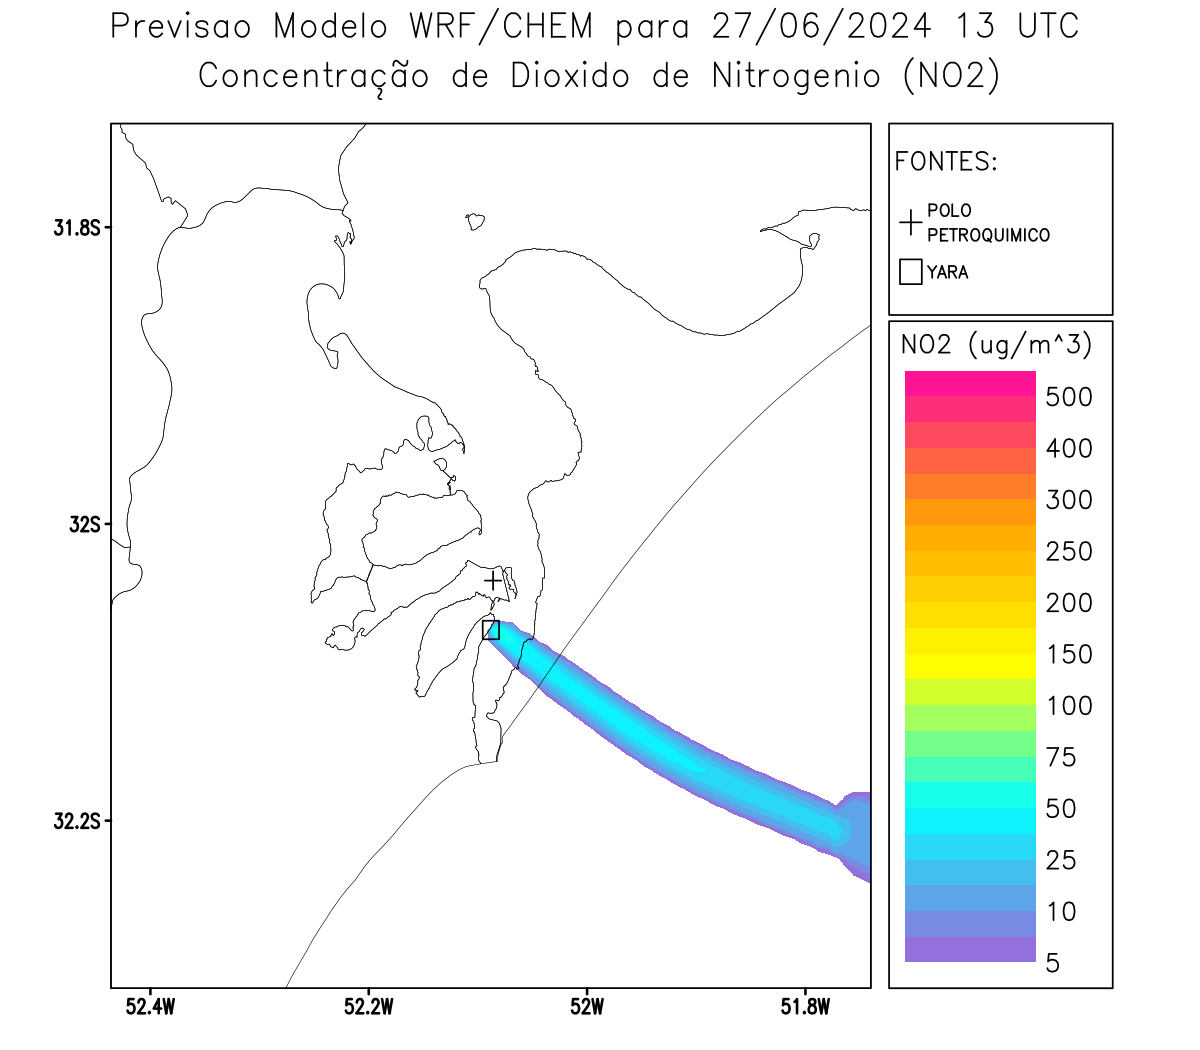 Previsao Modelo WRF/CHEM para 27/06/2024 13 UTC
Concentração de Dioxido de Nitrogenio (NO2)
FONTES:
POLO
PETROQUIMICO
YARA
NO2 (ug/m^3)
500
400
300
250
200
150
100
75
50
25
10
5
31.8S
32S
32.2S
52.4W
52.2W
52W
51.8W